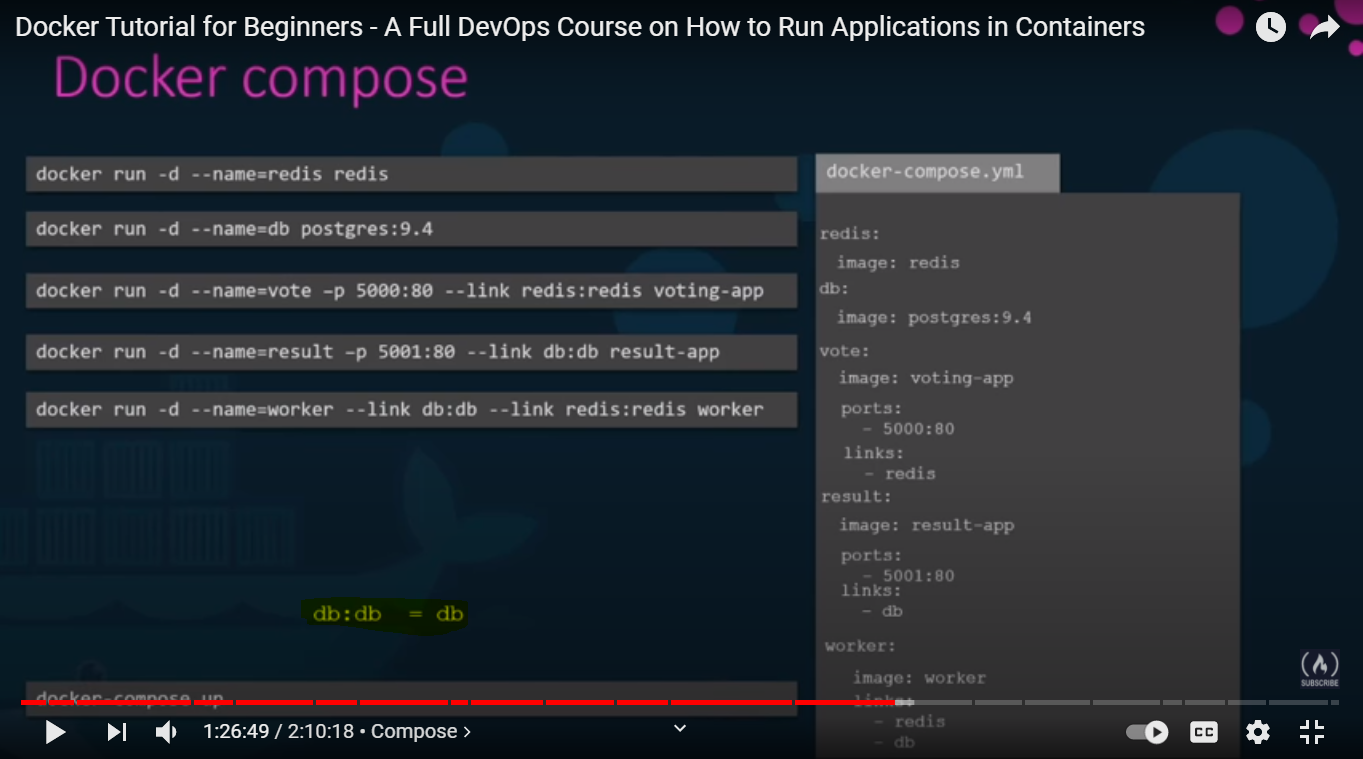 Docker Tutorial for Beginners - A Full DevOps Course on How to Run Applications in Containers
Docker compose
docker run -d --name=redis redis
docker run -d --name=db postgres:9.4
docker run -d --name=vote –p 5000:80 --link redis:redis voting-app
docker run -d --name=result –p 5001:80 --link db:db result-app
docker run -d --name=worker --link db:db --link redis:redis worker
db:db = db
docker-compose up
docker-compose.yml
redis:
image: redis
db:
image: postgres:9.4
vote:
image: voting-app
ports:
- 5000:80
links:
- redis
result:
image: result-app
ports:
- 5001:80
links:
- db
worker:
image: worker
links:
- redis
- db
SUBSCRIBE
1:26:49 / 2:10:18 • Compose >
CC